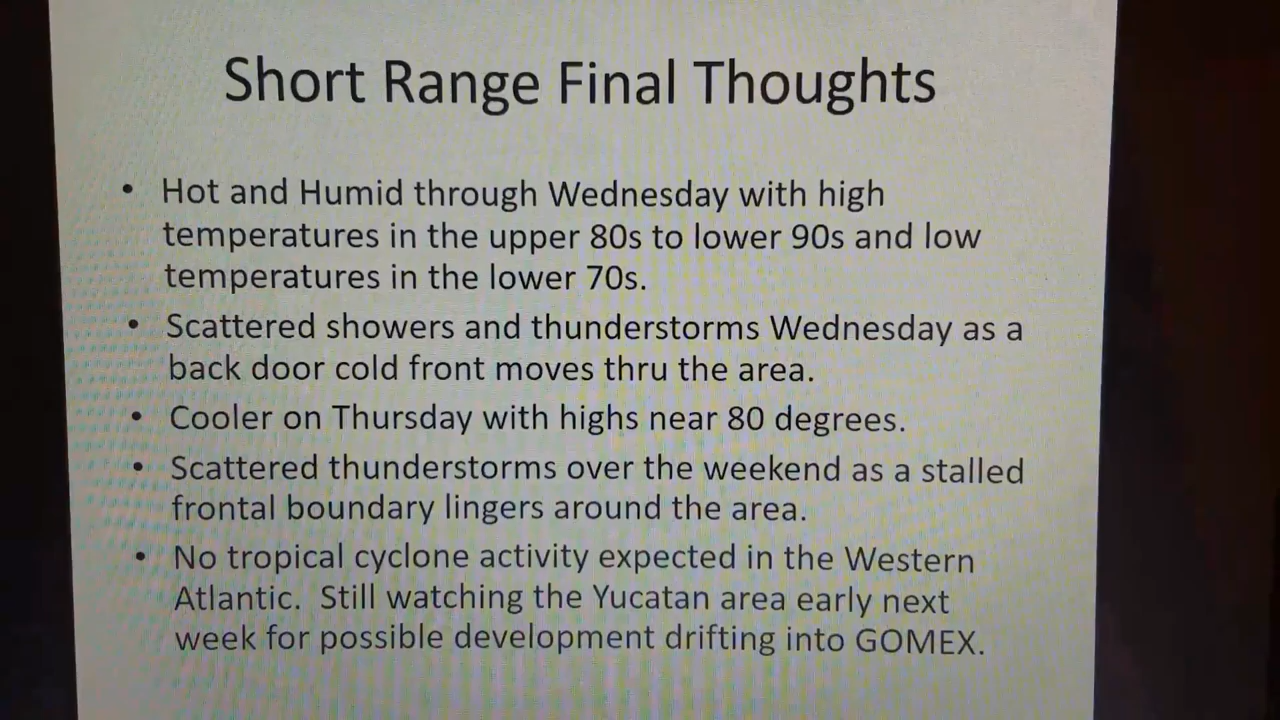 Short Range Final Thoughts
• Hot and Humid through Wednesday with high
temperatures in the upper 80s to lower 90s and low
temperatures in the lower 70s.
• Scattered showers and thunderstorms Wednesday as a
back door cold front moves thru the area.
• Cooler on Thursday with highs near 80 degrees.
• Scattered thunderstorms over the weekend as a stalled
frontal boundary lingers around the area.
• No tropical cyclone activity expected in the Western
Atlantic.  Still watching the Yucatan area early next
week for possible development drifting into GOMEX.